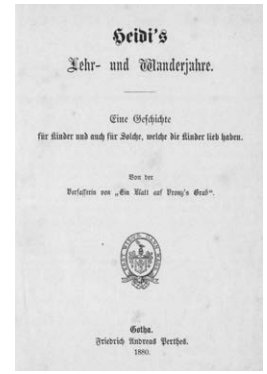 Heidi's
Lehr- und Wanderjahre.
Eine Geschichte
für Kinder und auch für Solche, welche die Kinder lieb haben.
Von der
Verfasserin von „Ein Blatt auf Vrony's Grab“.
Gotha.
Friedrich Andreas Perthes.
1880.